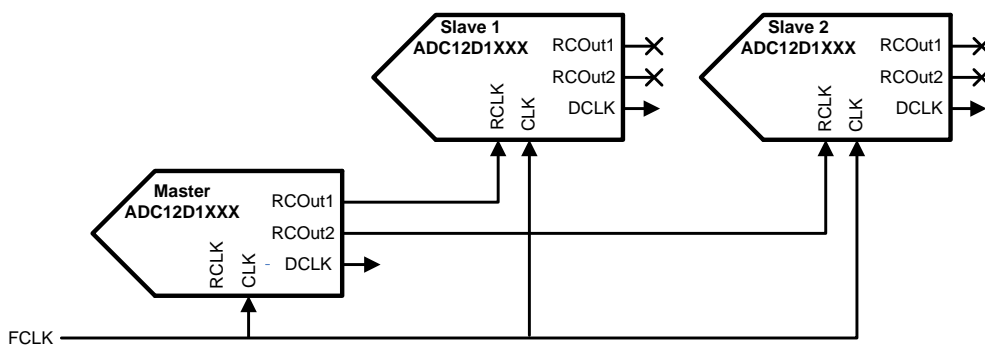 Slave 1
ADC12D1XXX
RCOut1
RCOut2
DCLK
RCLK
CLK
Slave 2
ADC12D1XXX
RCOut1
RCOut2
DCLK
RCLK
CLK
Master
ADC12D1XXX
RCOut1
RCOut2
DCLK
RCLK
CLK
FCLK